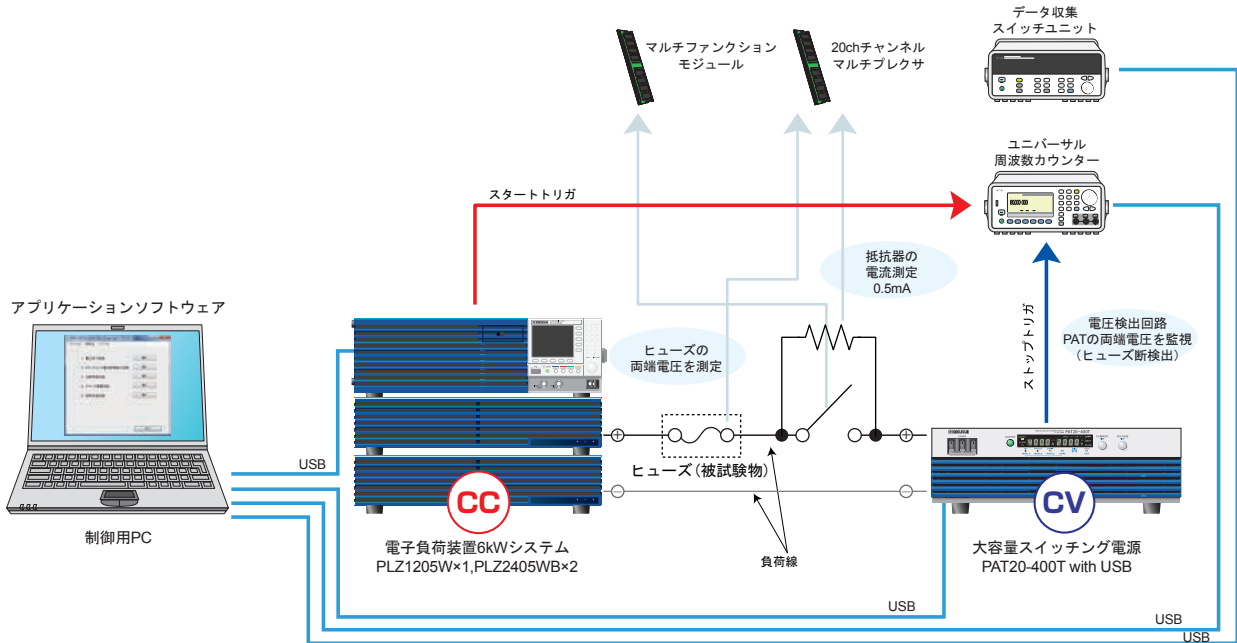 データ収集
スイッチユニット
マルチファンクション
モジュール
20chチャンネル
マルチプレクサ
ユニバーサル
周波数カウンター
スタートトリガ
抵抗器の
電流測定
0.5mA
アプリケーションソフトウェア
ストップトリガ
電圧検出回路
PATの両端電圧を監視
（ヒューズ断検出）
ヒューズの
両端電圧を測定
KIKUSUI
PAT20-400T
USB
ヒューズ（被試験物）
CC
CV
制御用PC
電子負荷装置6kWシステム
PLZ1205W×1,PLZ2405WB×2
負荷線
大容量スイッチング電源
PAT20-400T with USB
USB
USB
USB